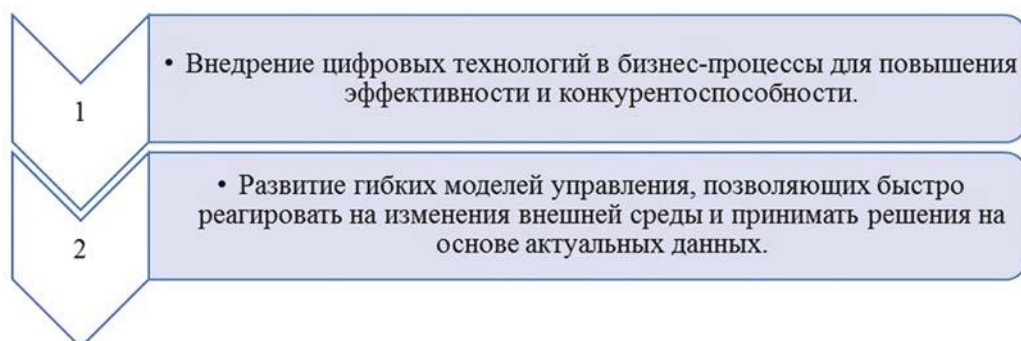 1
• Внедрение цифровых технологий в бизнес-процессы для повышения
эффективности и конкурентоспособности.
2
• Развитие гибких моделей управления, позволяющих быстро
реагировать на изменения внешней среды и принимать решения на
основе актуальных данных.